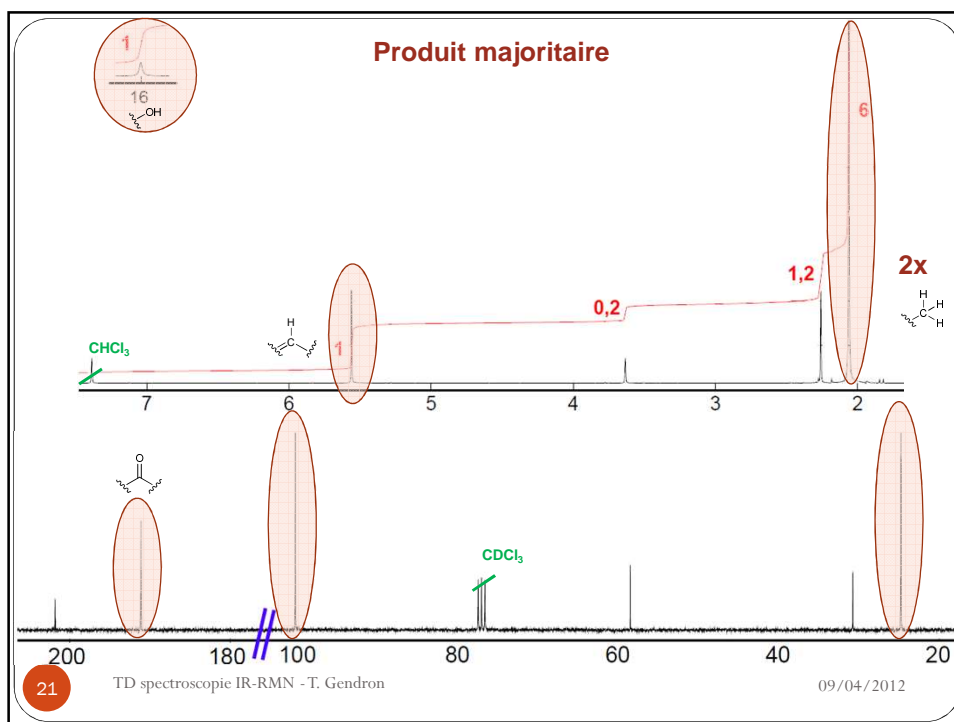 Produit majoritaire
1
16
OH
6
2x
1,2
0,2
H
H
H
C
H
C
1
CHCl3
7 6 5 4 3 2
O
CDCl3
200 180 100 80 60 40 20
21 TD spectroscopie IR-RMN - T. Gendron 09/04/2012